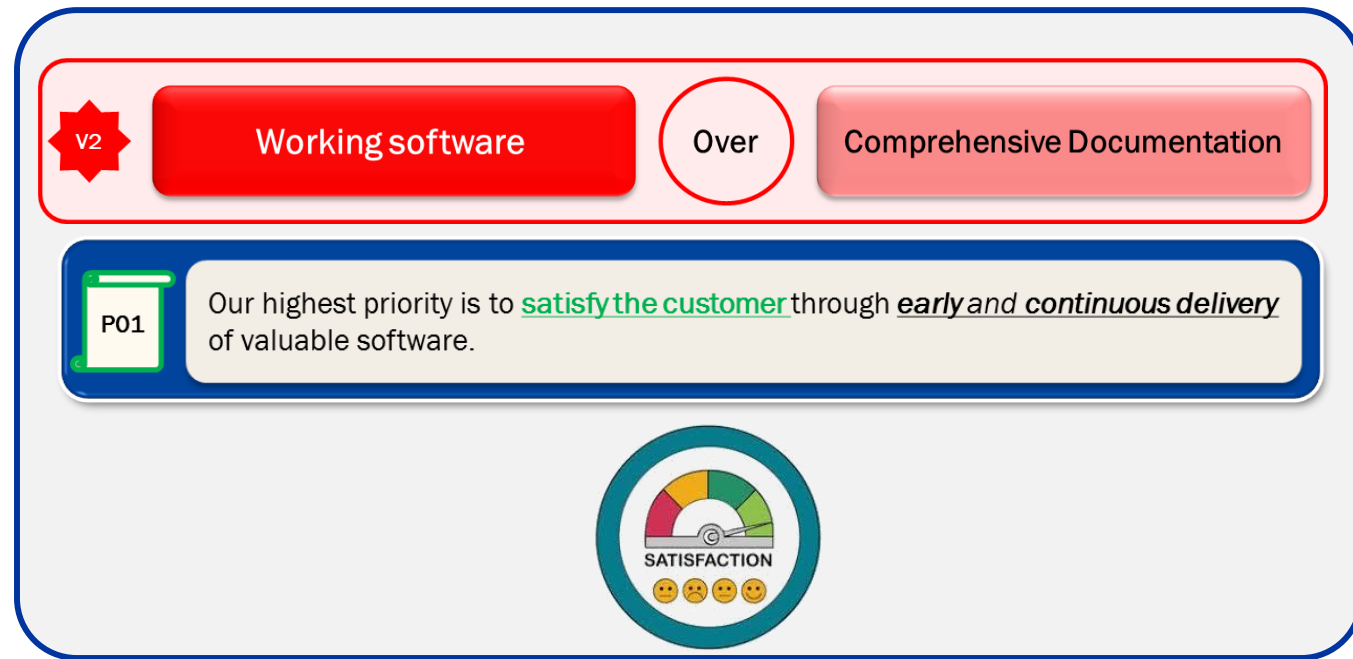 V2
Working software
Over
Comprehensive Documentation
P01
Our highest priority is to satisfy the customer through early and continuous delivery
of valuable software.
SATISFACTION